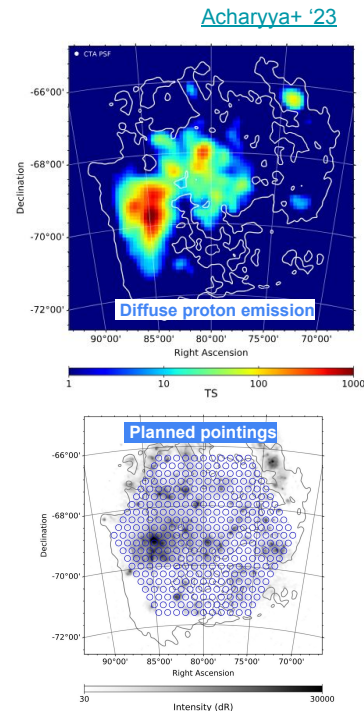 Acharyya+ ‘23
CTA PSF
-66°00'
-68°00'
-70°00'
-72°00'
Declination
Diffuse proton emission
90°00' 85°00' 80°00' 75°00' 70°00'
Right Ascension
1 10 100 1000
TS
Planned pointings
-66°00'
-68°00'
-70°00'
-72°00'
Declination
90°00' 85°00' 80°00' 75°00' 70°00'
Right Ascension
30 30000
Intensity (dR)